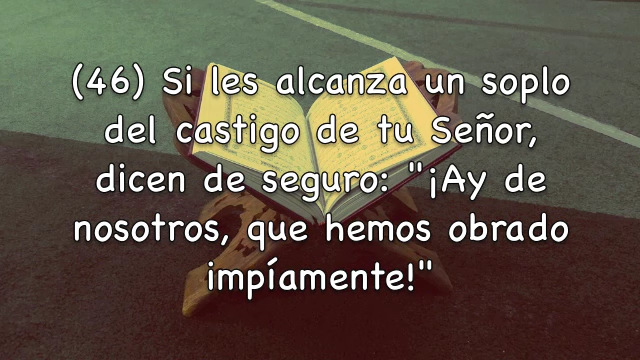 (46) Si les alcanza un soplo
del castigo de tu Señor,
dicen de seguro: "¡Ay de
nosotros, que hemos obrado
impíamente!"